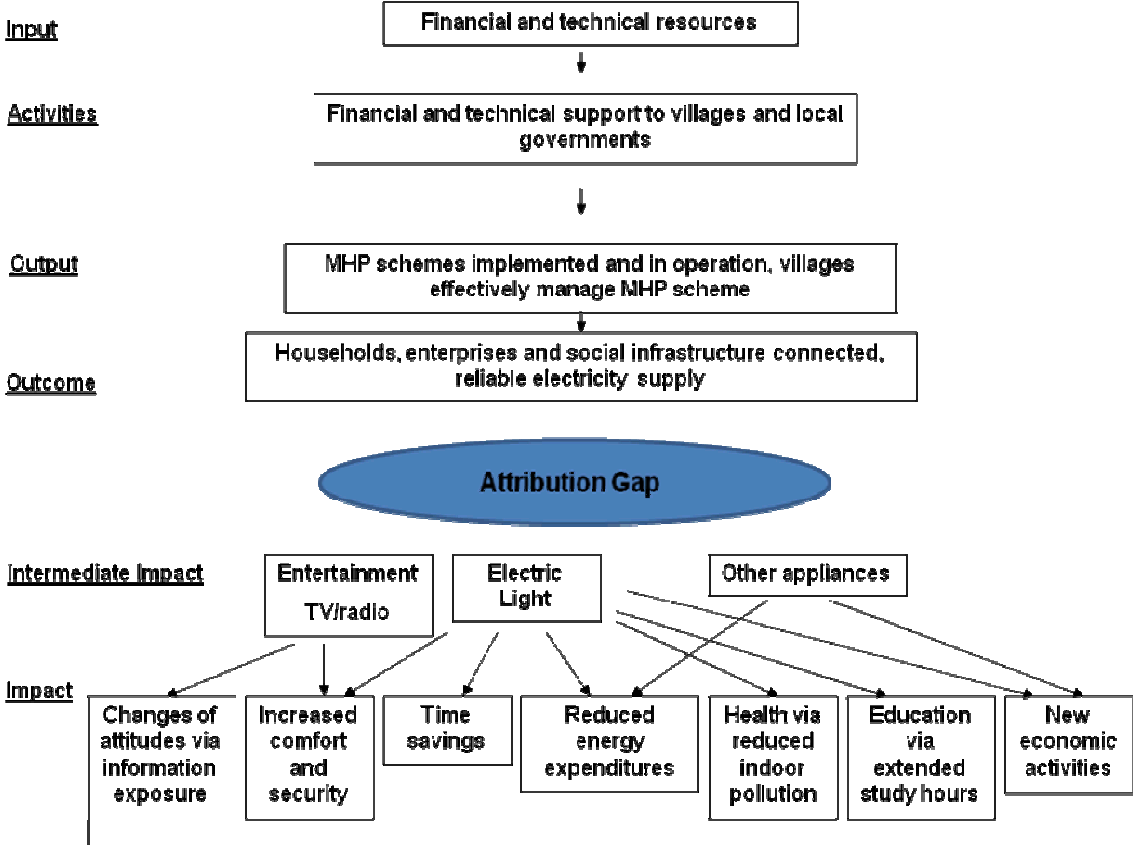 Input
Financial and technical resources
Activities
Financial and technical support to villages and local
governments
Output
MHP schemes implemented and in operation, villages
effectively manage MHP scheme
Outcome
Households, enterprises and social infrastructure connected,
reliable electricity supply
Attribution Gap
Intermediate Impact
Entertainment
TV/radio
Electric
Light
Other appliances
Impact
Changes of
attitudes via
information
exposure
Increased
comfort
and
security
Time
savings
Reduced
energy
expenditures
Health via
reduced
indoor
pollution
Education
via
extended
study hours
New
economic
activities